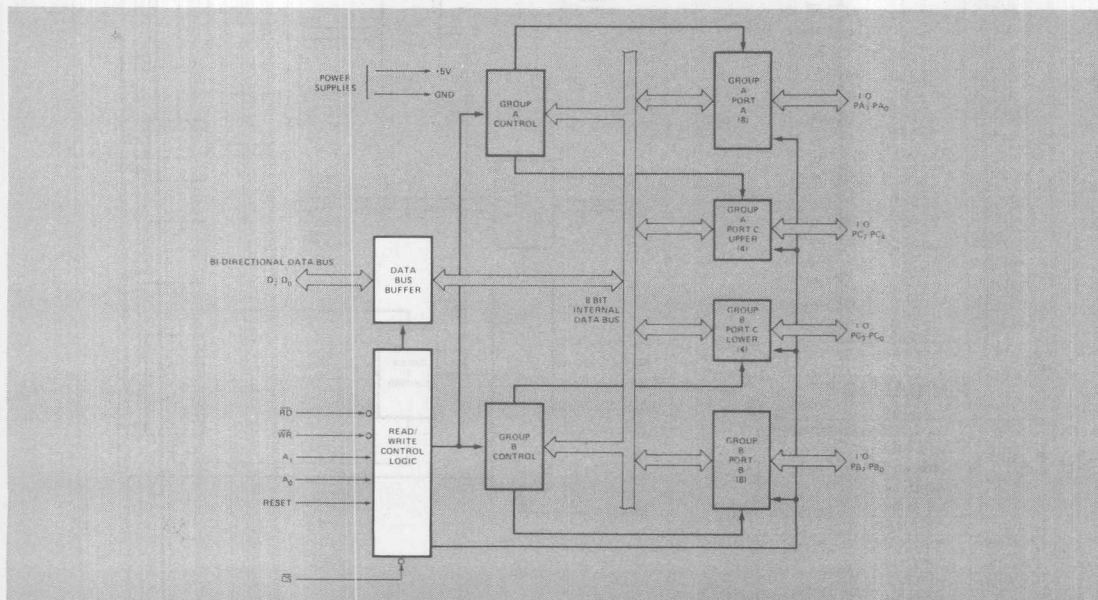 POWER
SUPPLIES
+5V
GND
GROUP
A
CONTROL
GROUP
A
PORT
A
(8)
I/O
PA7-PA0
GROUP
A
PORT C
UPPER
(4)
I/O
PC7-PC4
BI-DIRECTIONAL DATA BUS
D7-D0
DATA
BUS
BUFFER
8 BIT
INTERNAL
DATA BUS
GROUP
B
PORT C
LOWER
(4)
I/O
PC3-PC0
RD
WR
A1
A0
RESET
CS
READ/
WRITE
CONTROL
LOGIC
GROUP
B
CONTROL
GROUP
B
PORT
B
(8)
I/O
PB7-PB0